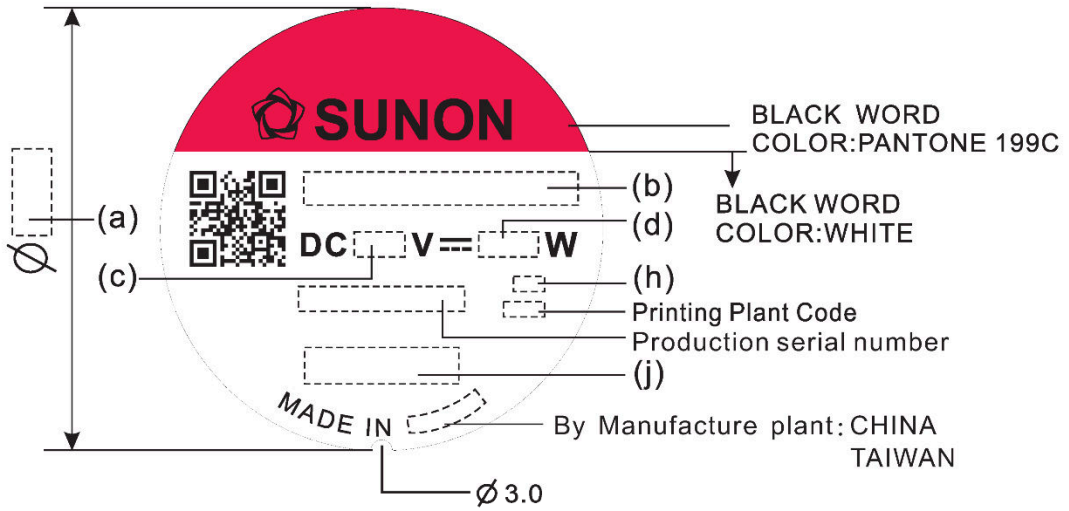 SUNON
BLACK WORD
COLOR:PANTONE 199C
(a)
(b)
BLACK WORD
COLOR:WHITE
DC V⎓ W
(d)
Ø
(c)
(h)
Printing Plant Code
Production serial number
(j)
MADE IN
By Manufacture plant: CHINA
TAIWAN
Ø 3.0